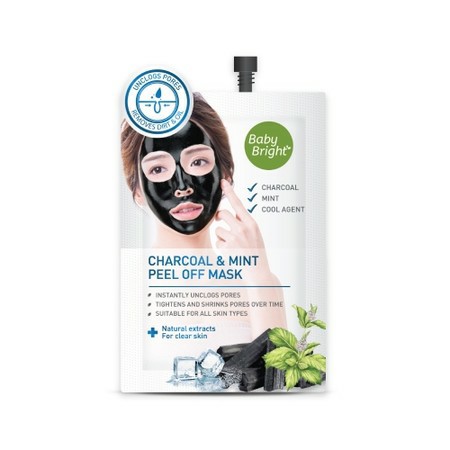 UNCLOGS PORES
REMOVES DIRT & OIL
Baby
Bright
CHARCOAL
MINT
COOL AGENT
CHARCOAL & MINT
PEEL OFF MASK
INSTANTLY UNCLOGS PORES
TIGHTENS AND SHRINKS PORES OVER TIME
SUITABLE FOR ALL SKIN TYPES
Natural extracts
For clear skin